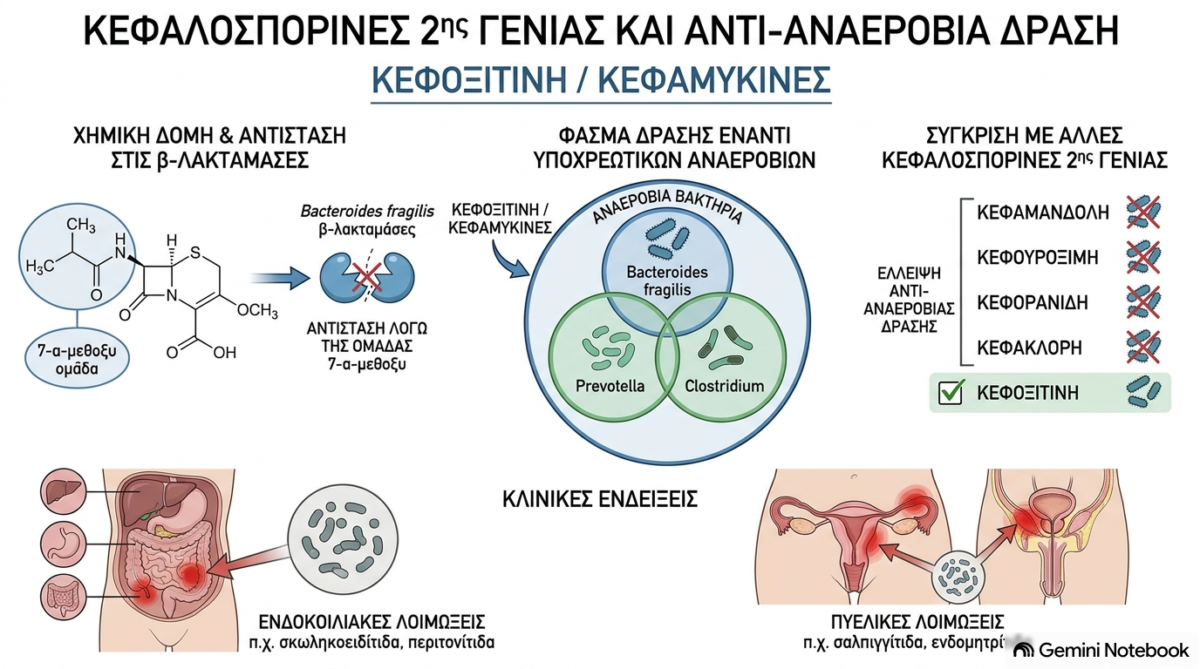 ΚΕΦΑΛΟΣΠΟΡΙΝΕΣ 2ης ΓΕΝΙΑΣ ΚΑΙ ΑΝΤΙ-ΑΝΑΕΡΟΒΙΑ ΔΡΑΣΗ
ΚΕΦΟΞΙΤΙΝΗ / ΚΕΦΑΜΥΚΙΝΕΣ
ΧΗΜΙΚΗ ΔΟΜΗ & ΑΝΤΙΣΤΑΣΗ
ΣΤΙΣ β-ΛΑΚΤΑΜΑΣΕΣ
CH₃
H₃C
O
H
N
H
S
O
N
OCH₃
O
OH
7-α-μεθοξυ
ομάδα
Bacteroides fragilis
β-λακταμάσες
ΑΝΤΙΣΤΑΣΗ ΛΟΓΩ
ΤΗΣ ΟΜΑΔΑΣ
7-α-μεθοξυ
ΦΑΣΜΑ ΔΡΑΣΗΣ ΕΝΑΝΤΙ
ΥΠΟΧΡΕΩΤΙΚΩΝ ΑΝΑΕΡΟΒΙΩΝ
ΚΕΦΟΞΙΤΙΝΗ /
ΚΕΦΑΜΥΚΙΝΕΣ
ΑΝΑΕΡΟΒΙΑ ΒΑΚΤΗΡΙΑ
Bacteroides
fragilis
Prevotella
Clostridium
ΣΥΓΚΡΙΣΗ ΜΕ ΑΛΛΕΣ
ΚΕΦΑΛΟΣΠΟΡΙΝΕΣ 2ης ΓΕΝΙΑΣ
ΕΛΛΕΙΨΗ
ΑΝΤΙ-
ΑΝΑΕΡΟΒΙΑΣ
ΔΡΑΣΗΣ
ΚΕΦΑΜΑΝΔΟΛΗ
ΚΕΦΟΥΡΟΞΙΜΗ
ΚΕΦΟΡΑΝΙΔΗ
ΚΕΦΑΚΛΟΡΗ
ΚΕΦΟΞΙΤΙΝΗ
ΚΛΙΝΙΚΕΣ ΕΝΔΕΙΞΕΙΣ
ΕΝΔΟΚΟΙΛΙΑΚΕΣ ΛΟΙΜΩΞΕΙΣ
π.χ. σκωληκοειδίτιδα, περιτονίτιδα
ΠΥΕΛΙΚΕΣ ΛΟΙΜΩΞΕΙΣ
π.χ. σαλπιγγίτιδα,
Gemini Notebook